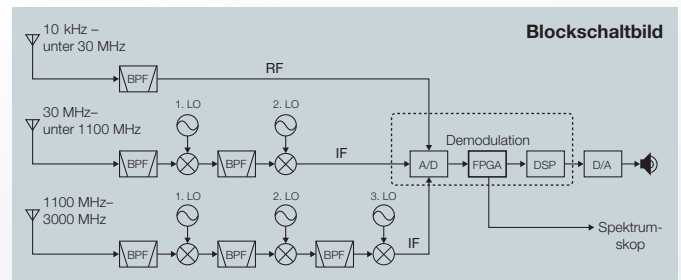 Blockschaltbild
10 kHz –
unter 30 MHz
BPF
RF
30 MHz–
unter 1100 MHz
1. LO
2. LO
BPF
BPF
IF
Demodulation
A/D
FPGA
DSP
D/A
1100 MHz–
3000 MHz
1. LO
2. LO
3. LO
BPF
BPF
BPF
IF
Spektrum-
skop